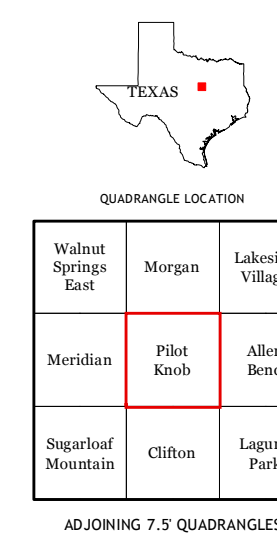 TEXAS
QUADRANGLE LOCATION
Walnut
Springs
East
Morgan
Meridian
Pilot
Knob
Sugarloaf
Mountain
Clifton
ADJOINING 7.5' QUADRANGLES